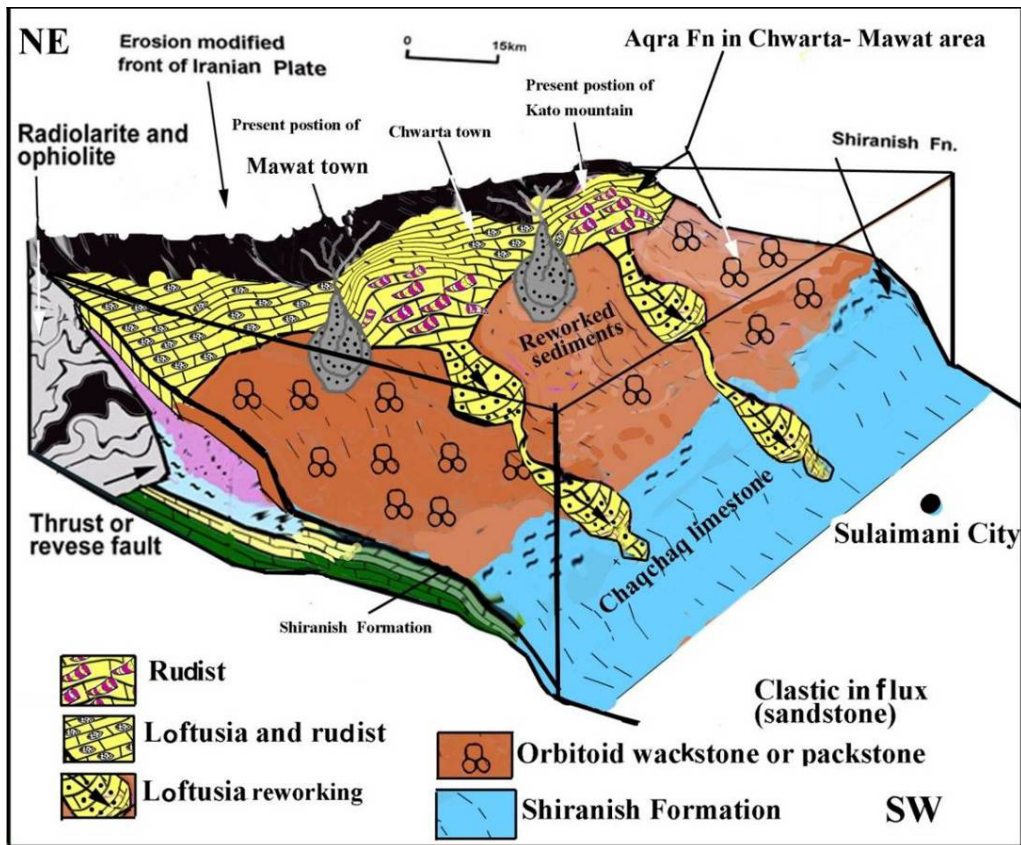 NE
Erosion modified
front of Iranian Plate
0 15km
Aqra Fn in Chwarta- Mawat area
Radiolarite and
ophiolite
Present postion of
Mawat town
Chwarta town
Present postion of
Kato mountain
Shiranish Fn.
Reworked
sediments
Thrust or
revese fault
Chaqchaq limestone
Sulaimani City
Shiranish Formation
Rudist
Loftusia and rudist
Loftusia reworking
Clastic in flux
(sandstone)
Orbitoid wackstone or packstone
Shiranish Formation
SW